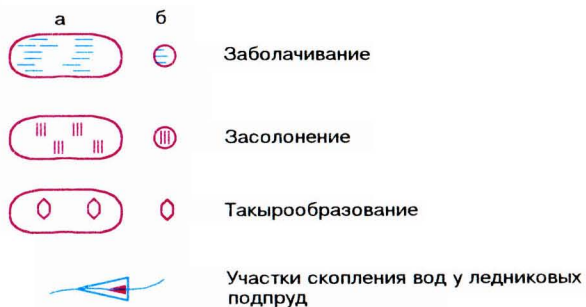 а б
Заболачивание
Засолонение
Такырообразование
Участки скопления вод у ледниковых
подпруд